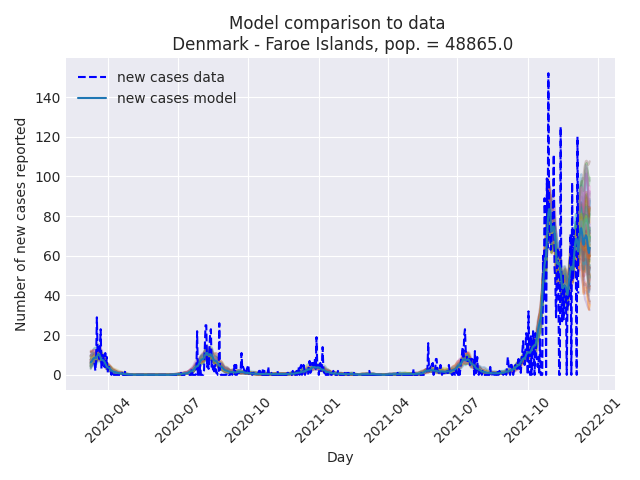 Model comparison to data
Denmark - Faroe Islands, pop. = 48865.0
new cases data
new cases model
Number of new cases reported
140
120
100
80
60
40
20
0
2020-04
2020-07
2020-10
2021-01
2021-04
2021-07
2021-10
2022-01
Day